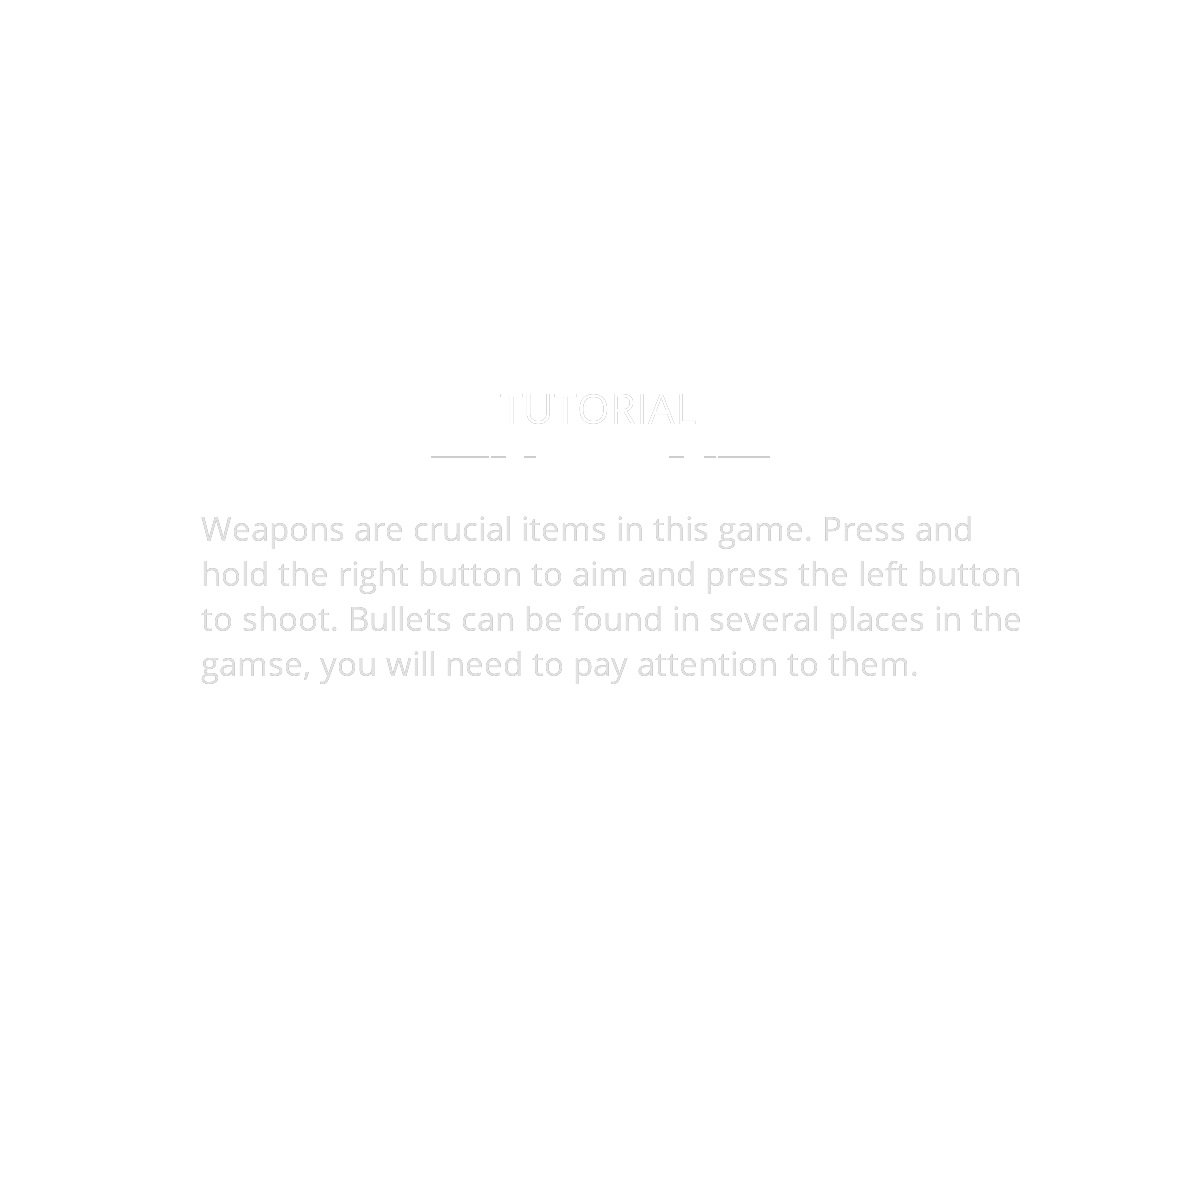 TUTORIAL
Weapons are crucial items in this game. Press and
hold the right button to aim and press the left button
to shoot. Bullets can be found in several places in the
gamse, you will need to pay attention to them.